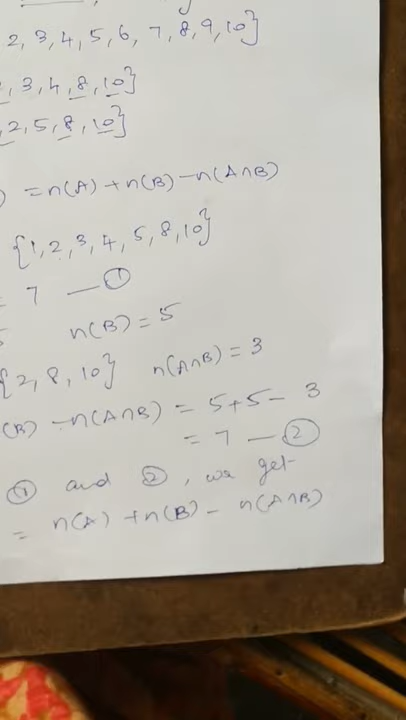 2, 3, 4, 5, 6, 7, 8, 9, 10}
, 3, 4, 8, 10}
2, 5, 8, 10}
) = n(A) + n(B) - n(A∩B)
{1, 2, 3, 4, 5, 8, 10}
= 7 — ①
n(B) = 5
{2, 8, 10} n(A∩B) = 3
(B) - n(A∩B) = 5+5- 3
= 7 — ②
① and ②, we get-
= n(A) + n(B) - n(A∩B)